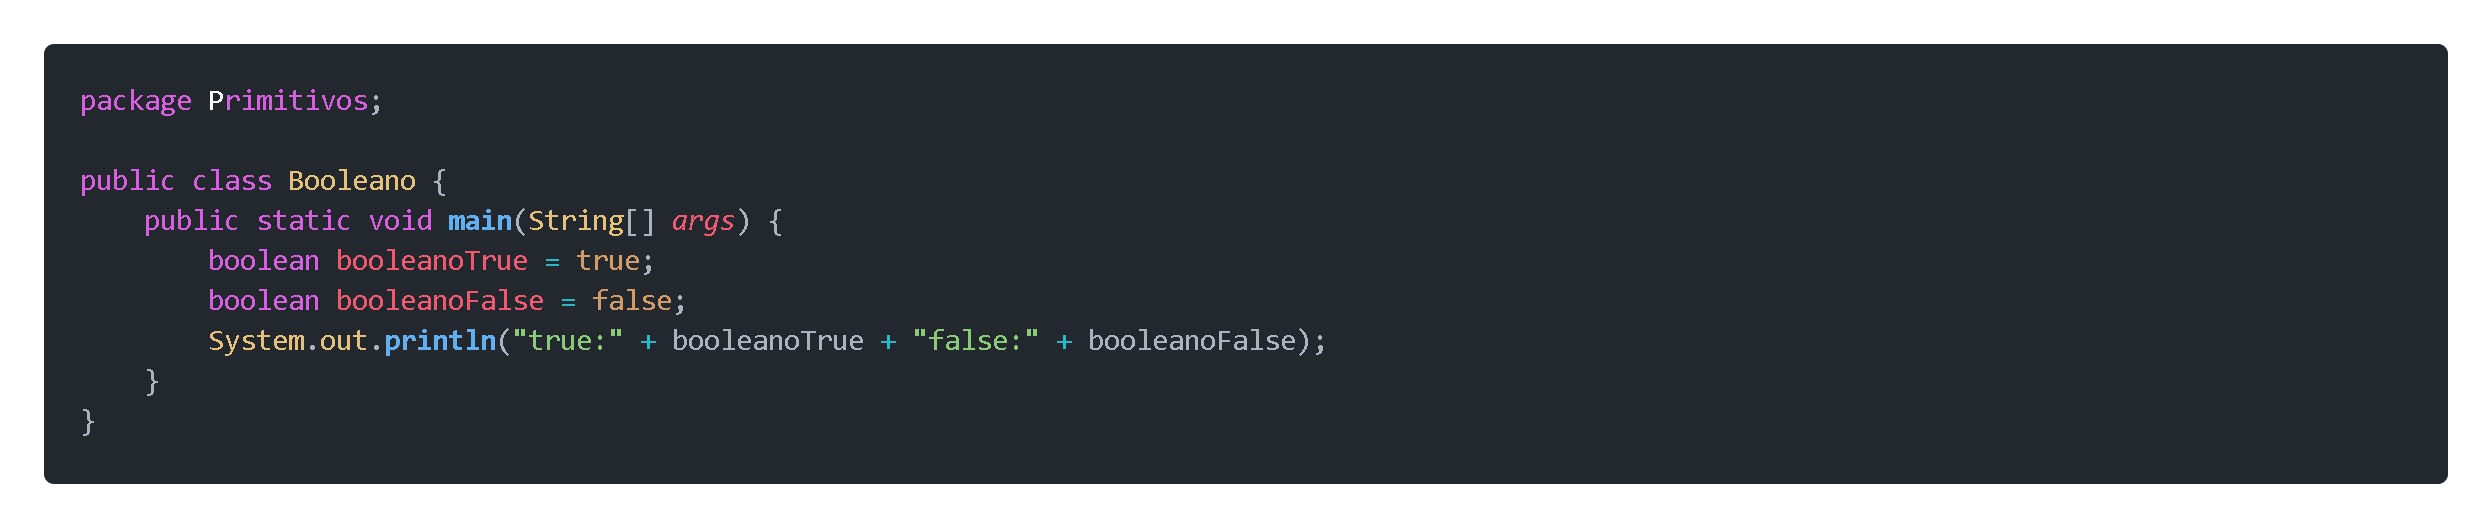 package Primitivos;

public class Booleano {
    public static void main(String[] args) {
        boolean booleanoTrue = true;
        boolean booleanoFalse = false;
        System.out.println("true:" + booleanoTrue + "false:" + booleanoFalse);
    }
}